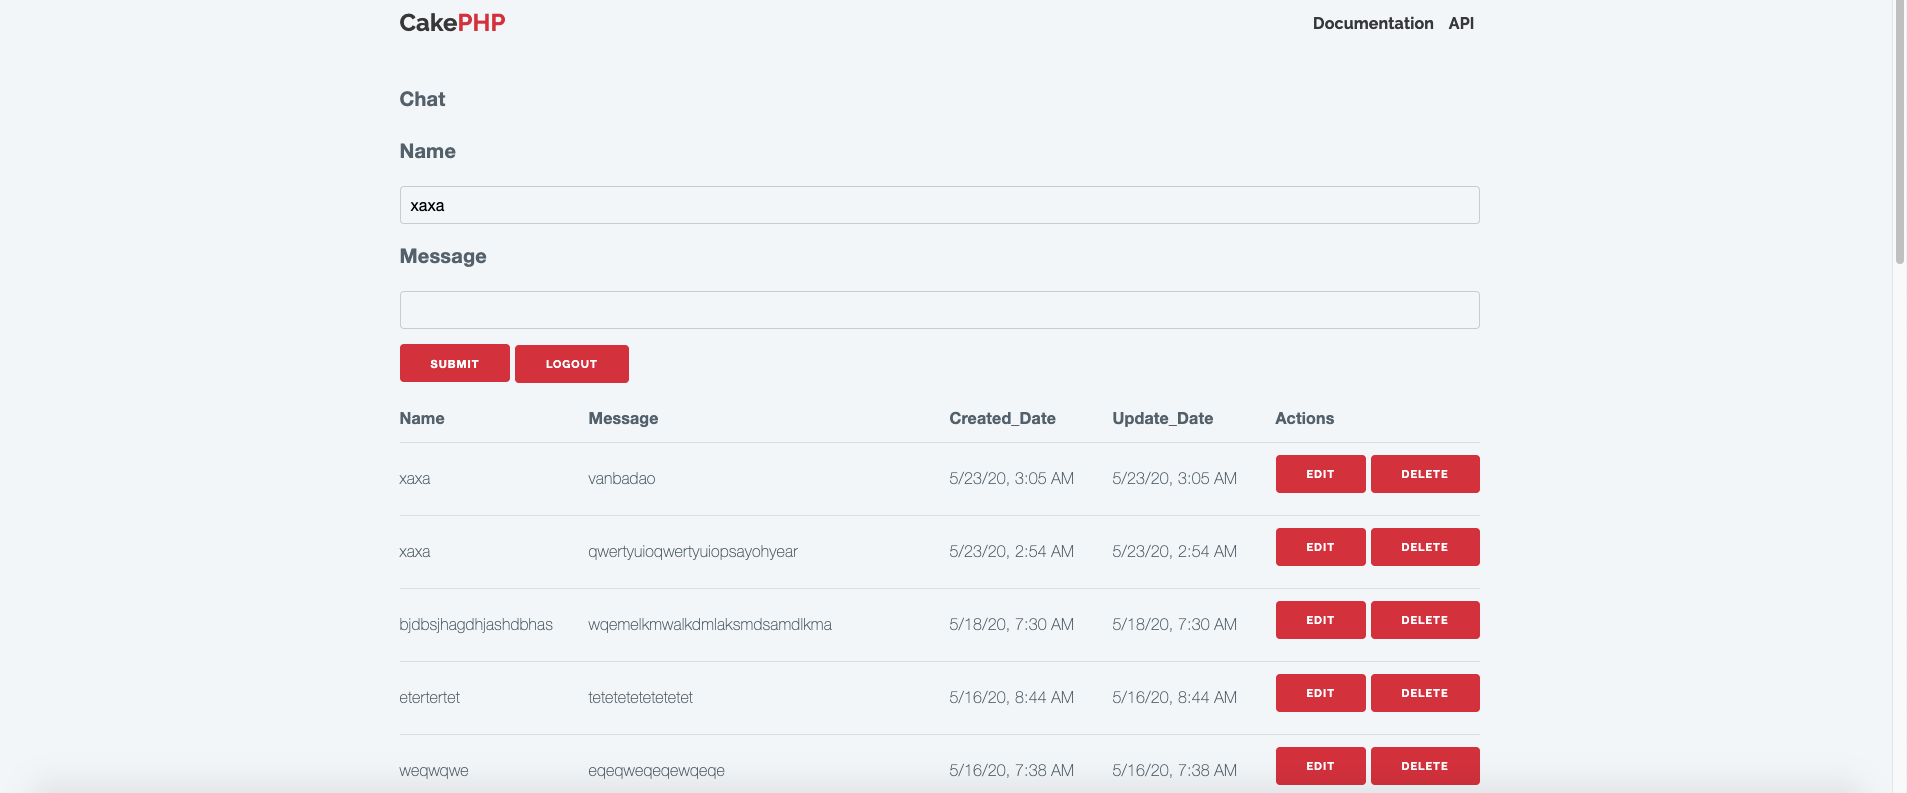 CakePHP Documentation API
Chat
Name
xaxa
Message
SUBMIT LOGOUT
Name Message Created_Date Update_Date Actions
xaxa vanbadao 5/23/20, 3:05 AM 5/23/20, 3:05 AM EDIT DELETE
xaxa qwertyuioqwertyuiopsayohyear 5/23/20, 2:54 AM 5/23/20, 2:54 AM EDIT DELETE
bjdbsjhagdhjashdbhas wqemelkmwalkdmlaksmdsamdlkma 5/18/20, 7:30 AM 5/18/20, 7:30 AM EDIT DELETE
etertertet tetetetetetetet 5/16/20, 8:44 AM 5/16/20, 8:44 AM EDIT DELETE
weqwqwe eqeqweqeqewqeqe 5/16/20, 7:38 AM 5/16/20, 7:38 AM EDIT DELETE